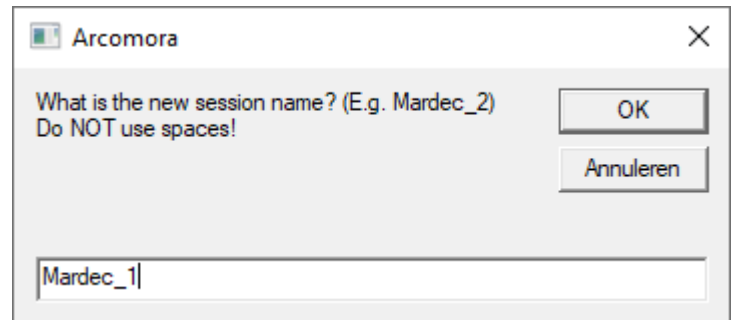 Arcomora
What is the new session name? (E.g. Mardec_2)
Do NOT use spaces!
OK
Annuleren
Mardec_1